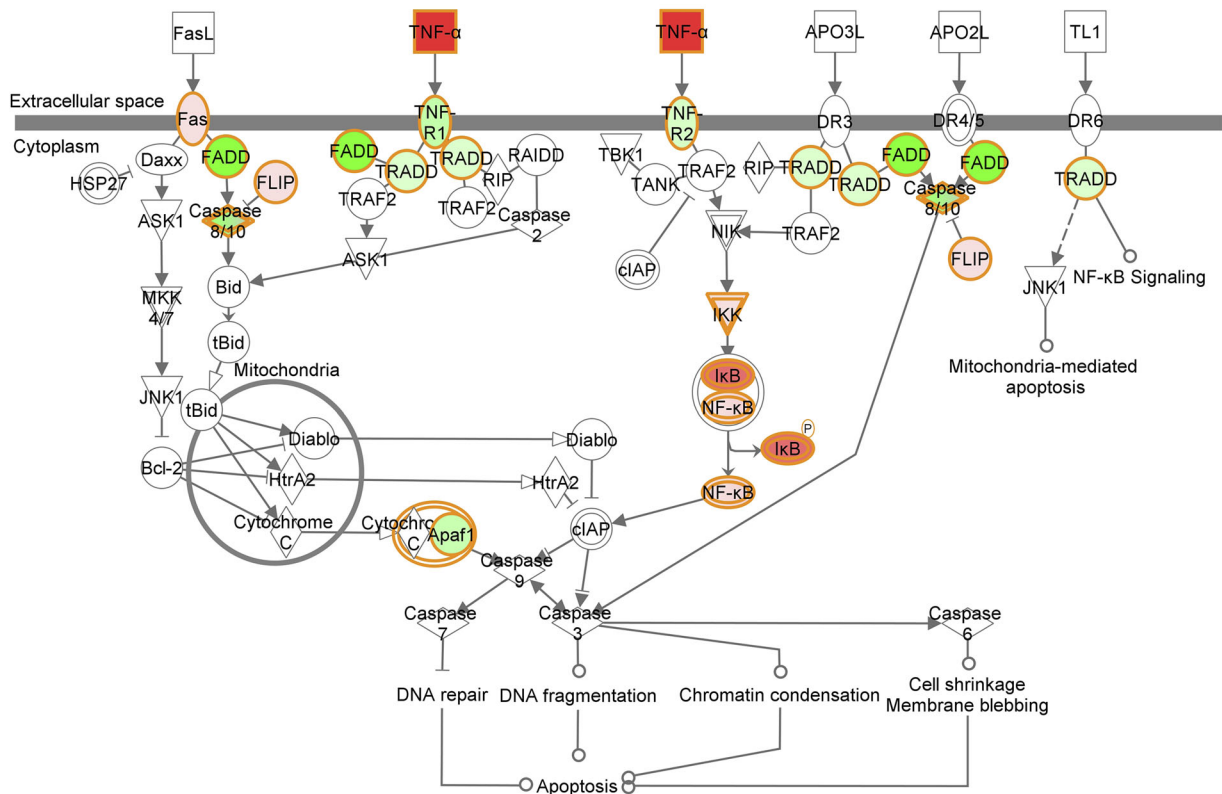 FasL
TNF-α
TNF-α
APO3L
APO2L
TL1
Extracellular space
Fas
TNF-
R1
TNF-
R2
DR3
DR4/5
DR6
Cytoplasm
Daxx
FADD
FADD
TRADD
TRADD
RAIDD
TBK1
TRAF2
RIP
TRADD
FADD
FADD
HSP27
FLIP
RIP
TANK
TRADD
TRADD
Caspase
8/10
ASK1
TRAF2
TRAF2
Caspase
2
NIK
TRAF2
Caspase
8/10
ASK1
cIAP
FLIP
NF-κB Signaling
Bid
JNK1
MKK
4/7
IKK
tBid
Mitochondria
IκB
NF-κB
Mitochondria-mediated
apoptosis
JNK1
tBid
Diablo
Diablo
P
IκB
Bcl-2
HtrA2
HtrA2
NF-κB
Cytochrome
C
Cytochro
C
Apaf1
cIAP
Caspase
9
Caspase
7
Caspase
3
Caspase
6
DNA repair
DNA fragmentation
Chromatin condensation
Cell shrinkage
Membrane blebbing
Apoptosis